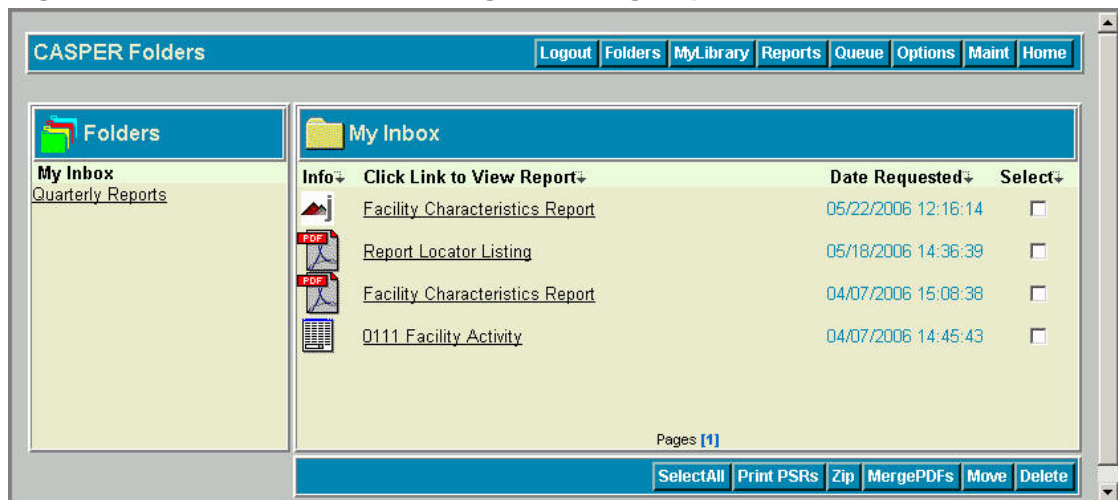 CASPER Folders Logout Folders MyLibrary Reports Queue Options Maint Home
Folders
My Inbox
Quarterly Reports
My Inbox
Info Click Link to View Report Date Requested Select
Facility Characteristics Report 05/22/2006 12:16:14
PDF Report Locator Listing 05/18/2006 14:36:39
PDF Facility Characteristics Report 04/07/2006 15:08:38
0111 Facility Activity 04/07/2006 14:45:43
Pages [1]
SelectAll Print PSRs Zip MergePDFs Move Delete